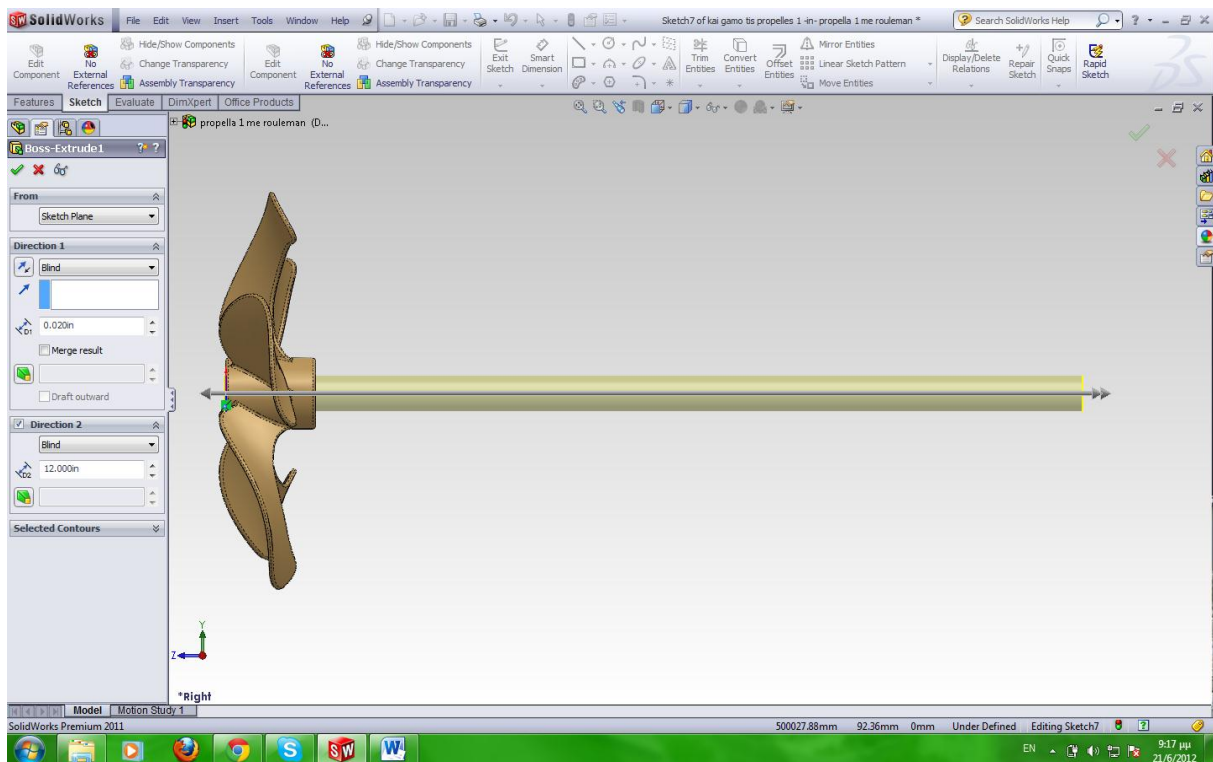 SolidWorks File Edit View Insert Tools Window Help Sketch7 of kai gamo tis propelles 1 -in- propella 1 me rouleman * Search SolidWorks Help
Edit Component
No External References
Hide/Show Components
Change Transparency
Assembly Transparency
Edit Component
No External References
Hide/Show Components
Change Transparency
Assembly Transparency
Exit Sketch
Smart Dimension
Trim Entities
Convert Entities
Offset Entities
Mirror Entities
Linear Sketch Pattern
Move Entities
Display/Delete Relations
Repair Sketch
Quick Snaps
Rapid Sketch
Features Sketch Evaluate DimXpert Office Products
propella 1 me rouleman (D...
Boss-Extrude1
From
Sketch Plane
Direction 1
Blind
D1 0.020in
Merge result
Draft outward
Direction 2
Blind
D2 12.000in
Selected Contours
Y
Z
*Right
Model Motion Study 1
SolidWorks Premium 2011 500027.88mm 92.36mm 0mm Under Defined Editing Sketch7
EN 9:17 μμ
21/6/2012